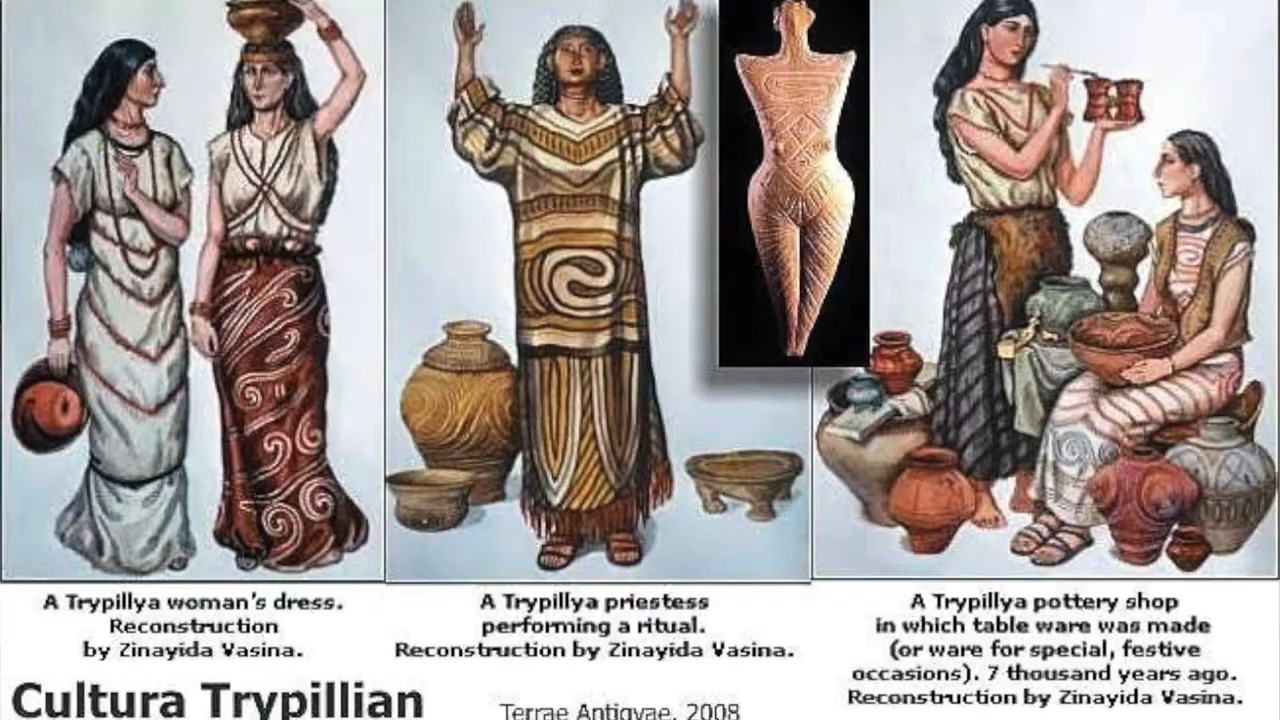 A Trypillya woman's dress.
Reconstruction
by Zinayida Vasina.
A Trypillya priestess
performing a ritual.
Reconstruction by Zinayida Vasina.
A Trypillya pottery shop
in which table ware was made
(or ware for special, festive
occasions). 7 thousand years ago.
Reconstruction by Zinayida Vasina.
Cultura Trypillian
Terrae Antiqvae, 2008